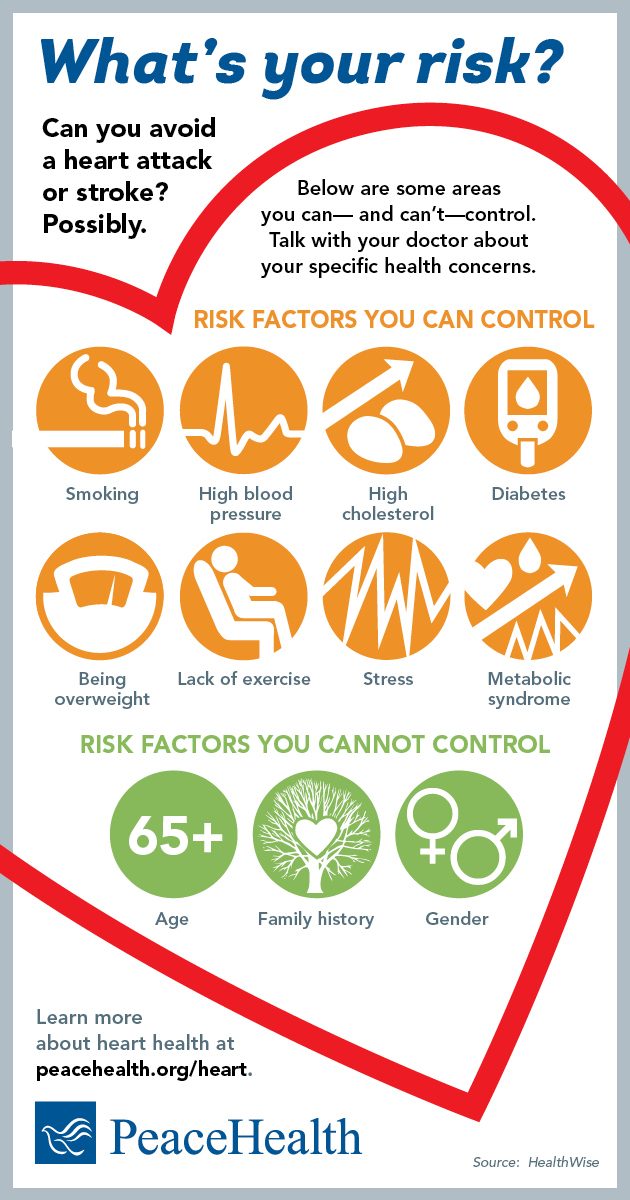 What's your risk?
Can you avoid
a heart attack
or stroke?
Possibly.
Below are some areas
you can— and can't—control.
Talk with your doctor about
your specific health concerns.
RISK FACTORS YOU CAN CONTROL
Smoking
High blood
pressure
High
cholesterol
Diabetes
Being
overweight
Lack of exercise
Stress
Metabolic
syndrome
RISK FACTORS YOU CANNOT CONTROL
65+
Age
Family history
Gender
Learn more
about heart health at
peacehealth.org/heart.
PeaceHealth
Source: HealthWise